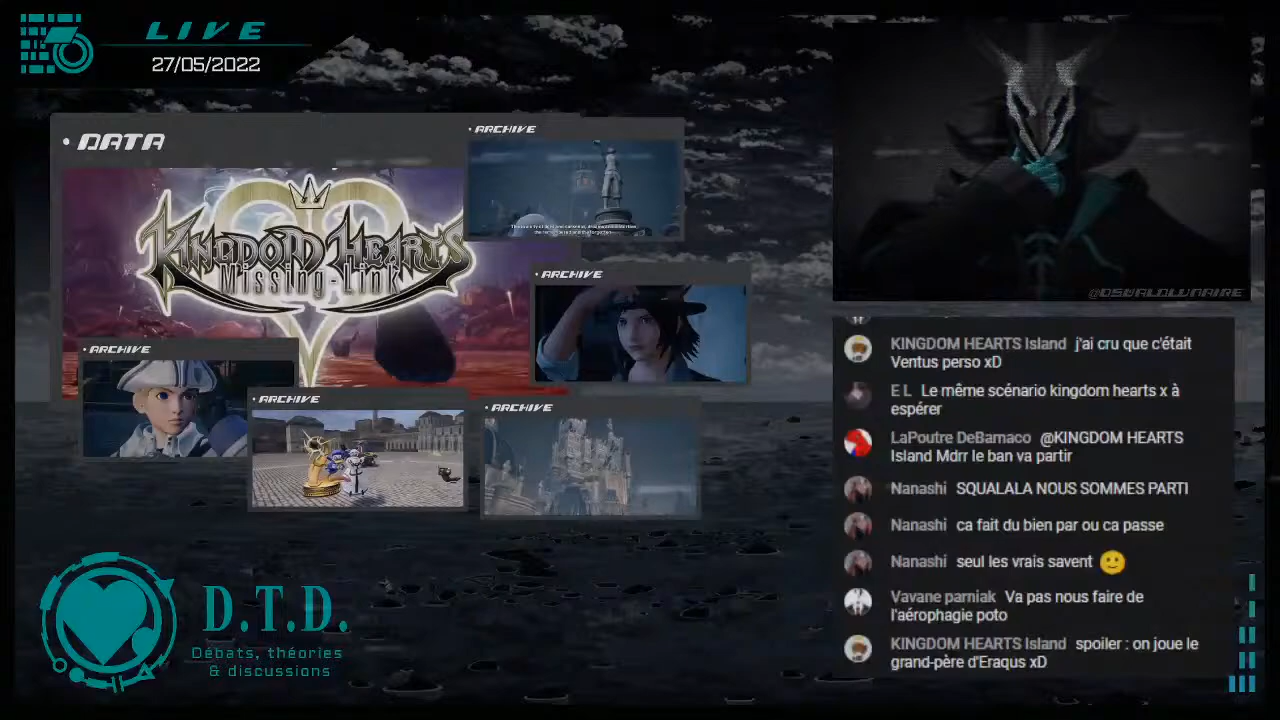 LIVE
27/05/2022
• DATA
KINGDOM HEARTS
Missing-Link
• ARCHIVE
• ARCHIVE
• ARCHIVE
• ARCHIVE
• ARCHIVE
D.T.D.
Débats, théories
& discussions
@OSWALDLUNAIRE
KINGDOM HEARTS Island j'ai cru que c'était
Ventus perso xD
E L Le même scénario kingdom hearts x à
espérer
LaPoutre DeBamaco @KINGDOM HEARTS
Island Mdrr le ban va partir
Nanashi SQUALALA NOUS SOMMES PARTI
Nanashi ca fait du bien par ou ca passe
Nanashi seul les vrais savent 🙂
Vavane parniak Va pas nous faire de
l'aérophagie poto
KINGDOM HEARTS Island spoiler : on joue le
grand-père d'Eraqus xD